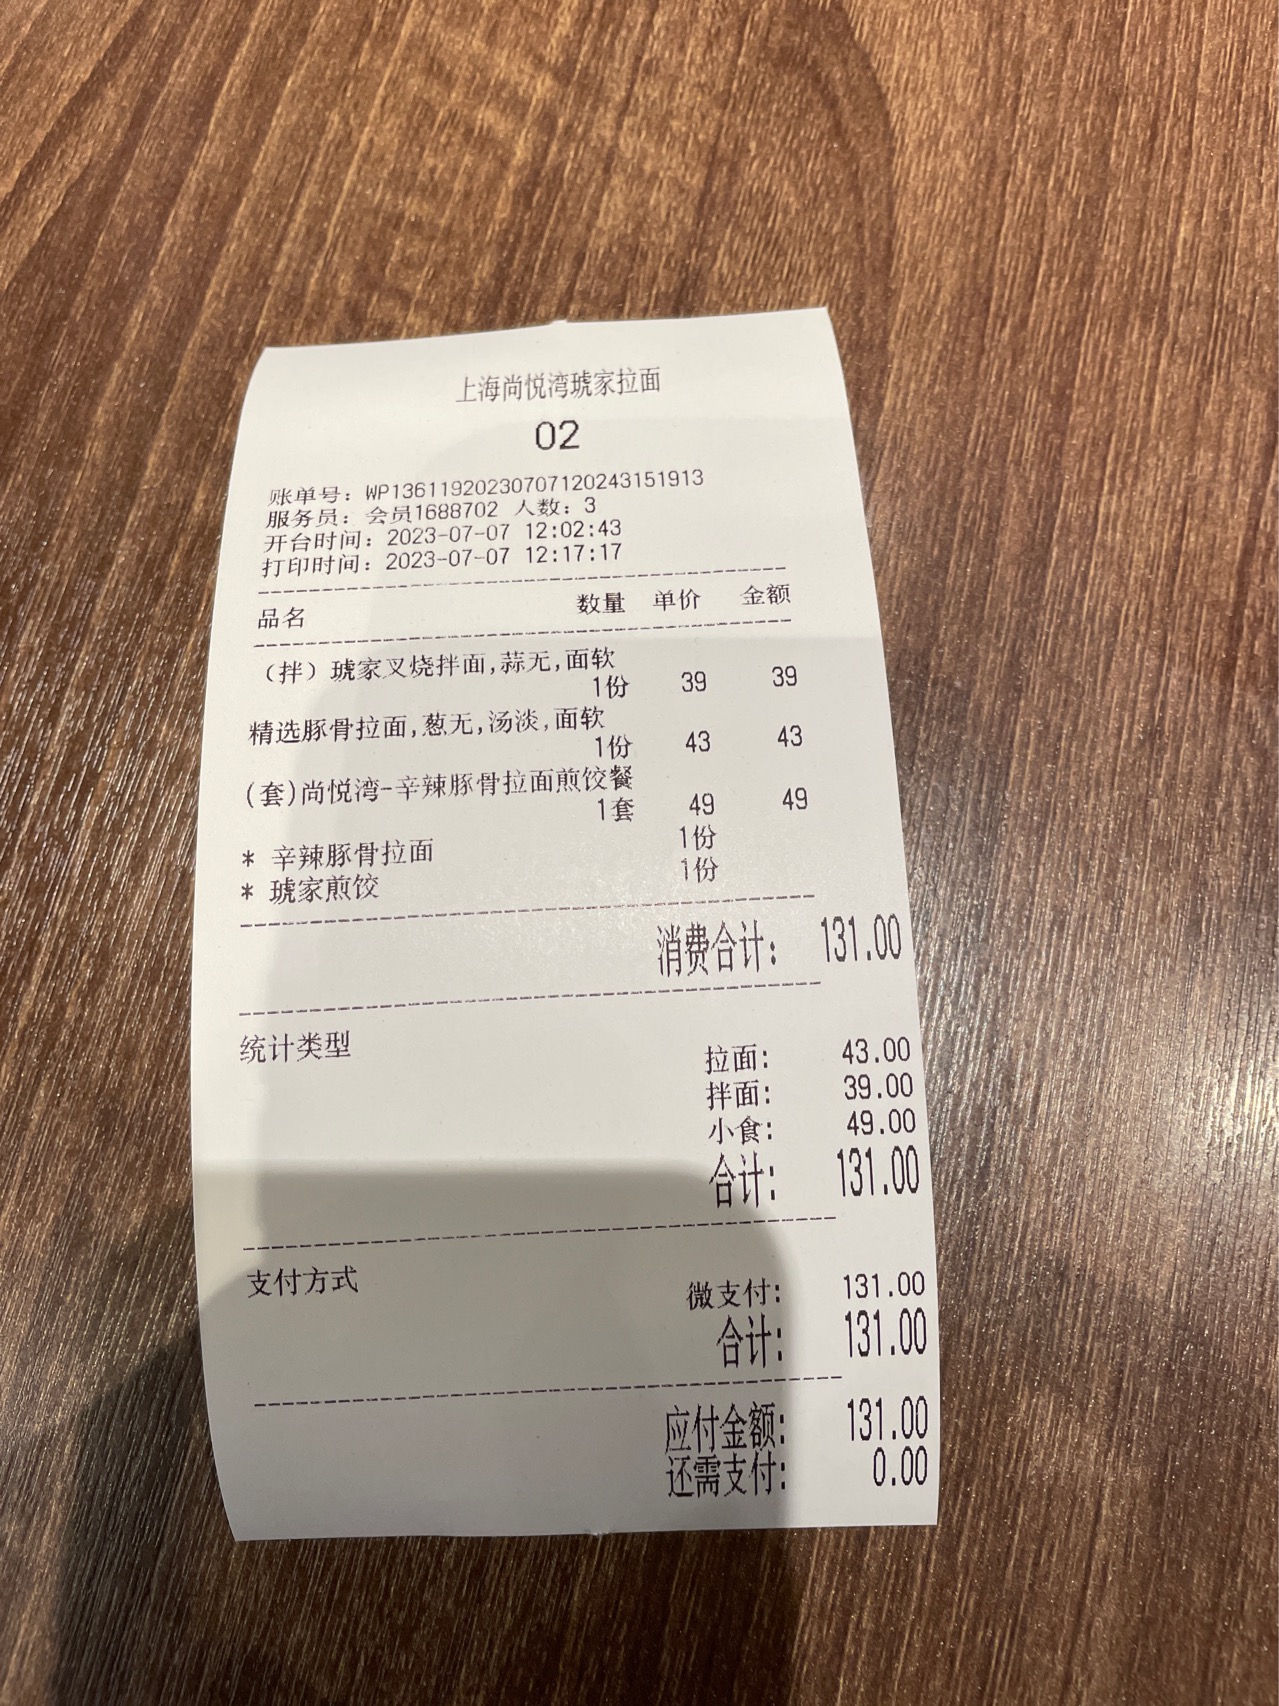 上海尚悦湾琥家拉面
02
账单号：WP13611920230707120243151913
服务员：会员1688702 人数：3
开台时间：2023-07-07 12:02:43
打印时间：2023-07-07 12:17:17
品名 数量 单价 金额
（拌）琥家叉烧拌面,蒜无,面软
1份 39 39
精选豚骨拉面,葱无,汤淡,面软
1份 43 43
(套)尚悦湾-辛辣豚骨拉面煎饺餐
1套 49 49
* 辛辣豚骨拉面 1份
* 琥家煎饺 1份
消费合计： 131.00
统计类型 拉面: 43.00
拌面: 39.00
小食: 49.00
合计: 131.00
支付方式 微支付: 131.00
合计: 131.00
应付金额: 131.00
还需支付: 0.00